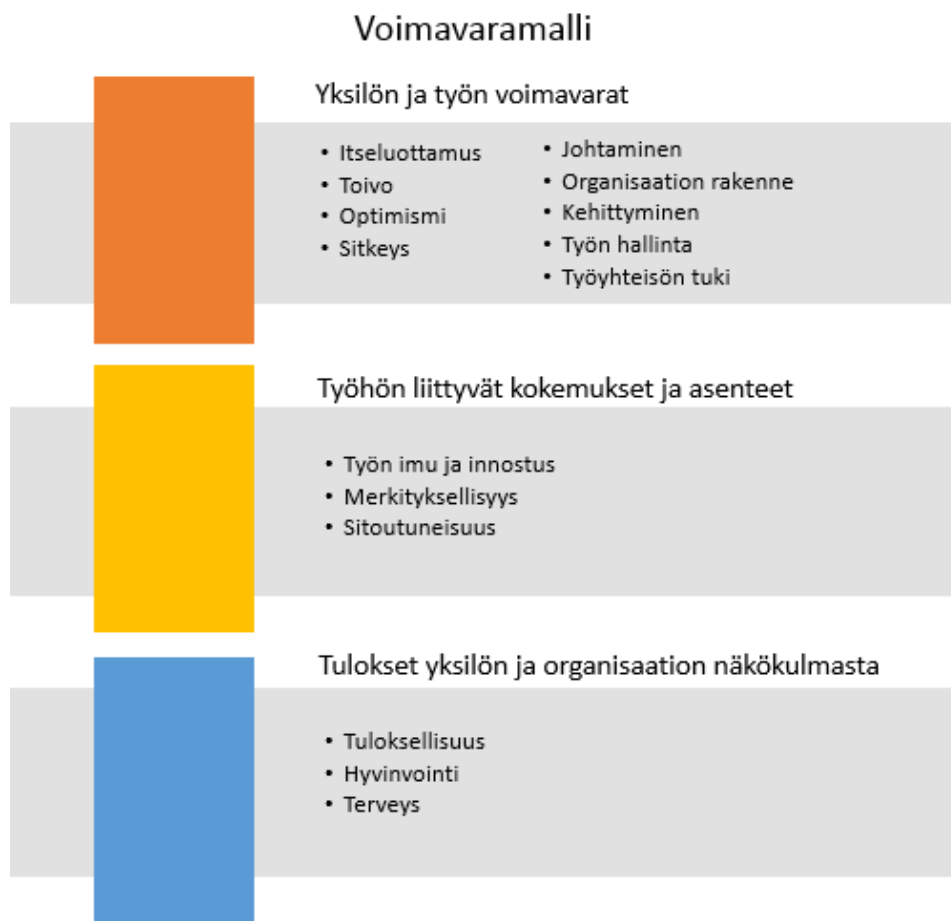 Voimavaramalli
Yksilön ja työn voimavarat
• Itseluottamus
• Toivo
• Optimismi
• Sitkeys
• Johtaminen
• Organisaation rakenne
• Kehittyminen
• Työn hallinta
• Työyhteisön tuki
Työhön liittyvät kokemukset ja asenteet
• Työn imu ja innostus
• Merkityksellisyys
• Sitoutuneisuus
Tulokset yksilön ja organisaation näkökulmasta
• Tuloksellisuus
• Hyvinvointi
• Terveys